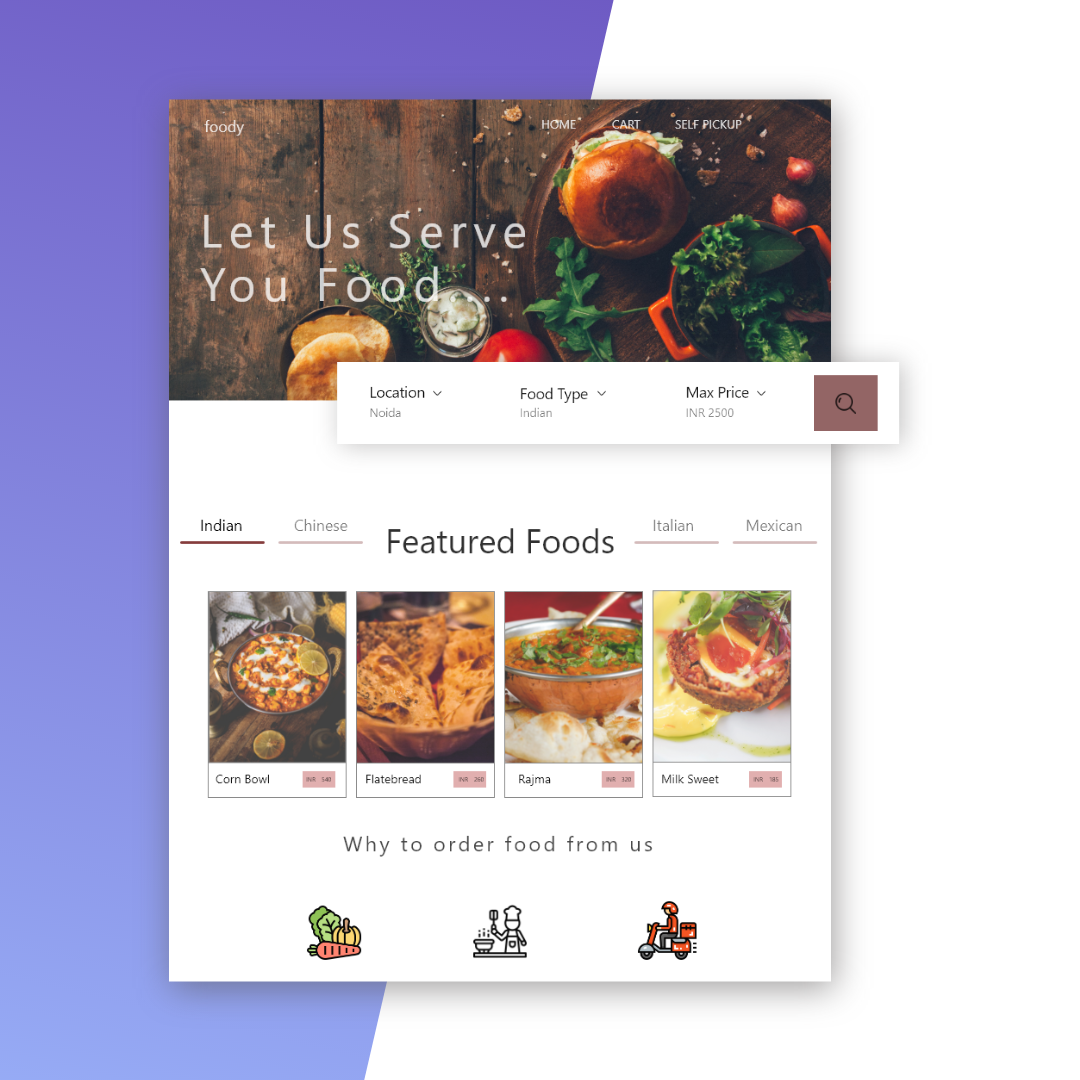 foody
HOME CART SELF PICKUP
Let Us Serve
You Food ...
Location Food Type Max Price
Noida Indian INR 2500
Indian Chinese Featured Foods Italian Mexican
Corn Bowl INR 540
Flatebread INR 260
Rajma INR 320
Milk Sweet INR 185
Why to order food from us